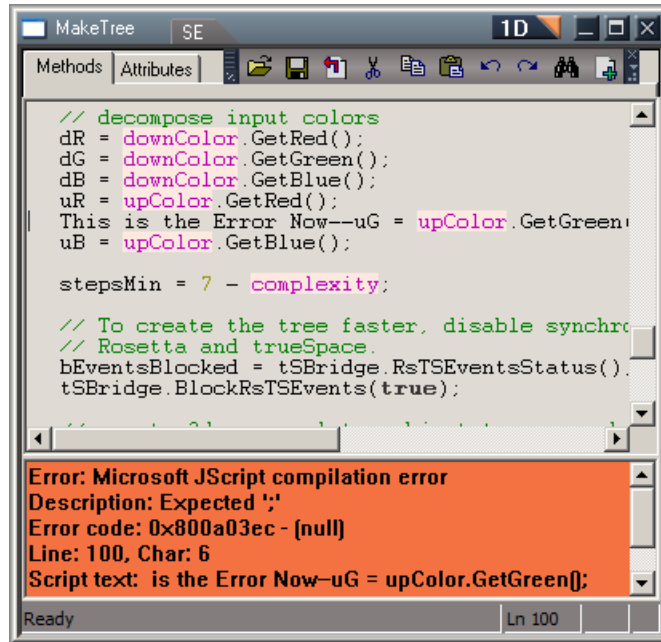 MakeTree SE 1D
Methods Attributes
// decompose input colors
dR = downColor.GetRed();
dG = downColor.GetGreen();
dB = downColor.GetBlue();
uR = upColor.GetRed();
This is the Error Now--uG = upColor.GetGreen(
uB = upColor.GetBlue();
stepsMin = 7 - complexity;
// To create the tree faster, disable synchro
// Rosetta and trueSpace.
bEventsBlocked = tSBridge.RsTSEventsStatus().
tSBridge.BlockRsTSEvents(true);
Error: Microsoft JScript compilation error
Description: Expected ';'
Error code: 0x800a03ec - (null)
Line: 100, Char: 6
Script text:  is the Error Now--uG = upColor.GetGreen();
Ready Ln 100